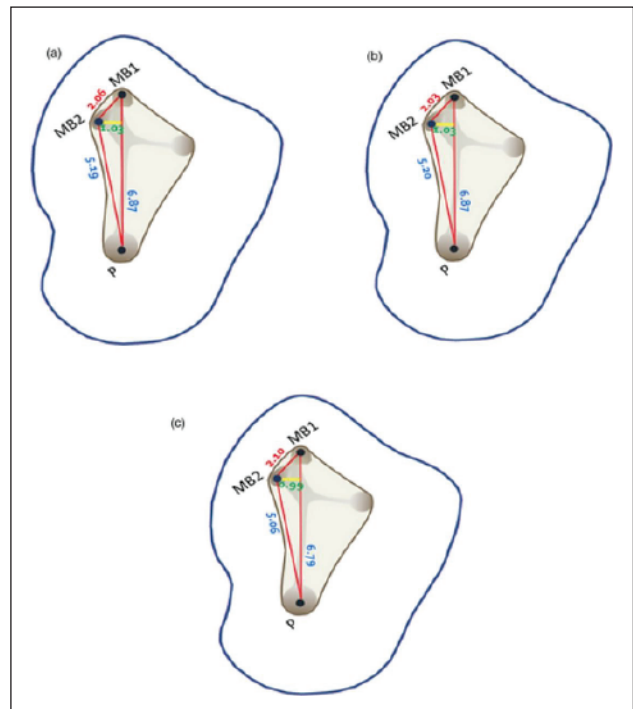 (a)
MB1
2.06
MB2
1.03
5.19
6.87
P
(b)
MB1
2.03
MB2
1.03
5.20
6.87
P
(c)
MB1
2.10
MB2
0.99
5.06
6.79
P